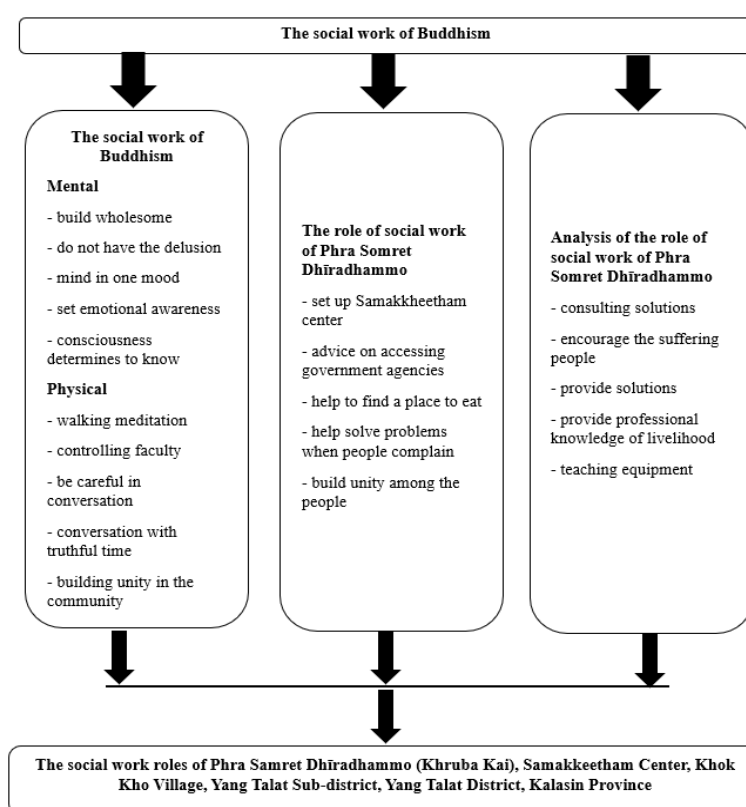 The social work of Buddhism
The social work of
Buddhism
Mental
- build wholesome
- do not have the delusion
- mind in one mood
- set emotional awareness
- consciousness
determines to know
Physical
- walking meditation
- controlling faculty
- be careful in
conversation
- conversation with
truthful time
- building unity in the
community
The role of social work
of Phra Somret
Dhīradhammo
- set up Samakkheetham
center
- advice on accessing
government agencies
- help to find a place to eat
- help solve problems
when people complain
- build unity among the
people
Analysis of the role of
social work of Phra
Somret Dhīradhammo
- consulting solutions
- encourage the suffering
people
- provide solutions
- provide professional
knowledge of livelihood
- teaching equipment
The social work roles of Phra Samret Dhīradhammo (Khruba Kai), Samakkeetham Center, Khok
Kho Village, Yang Talat Sub-district, Yang Talat District, Kalasin Province